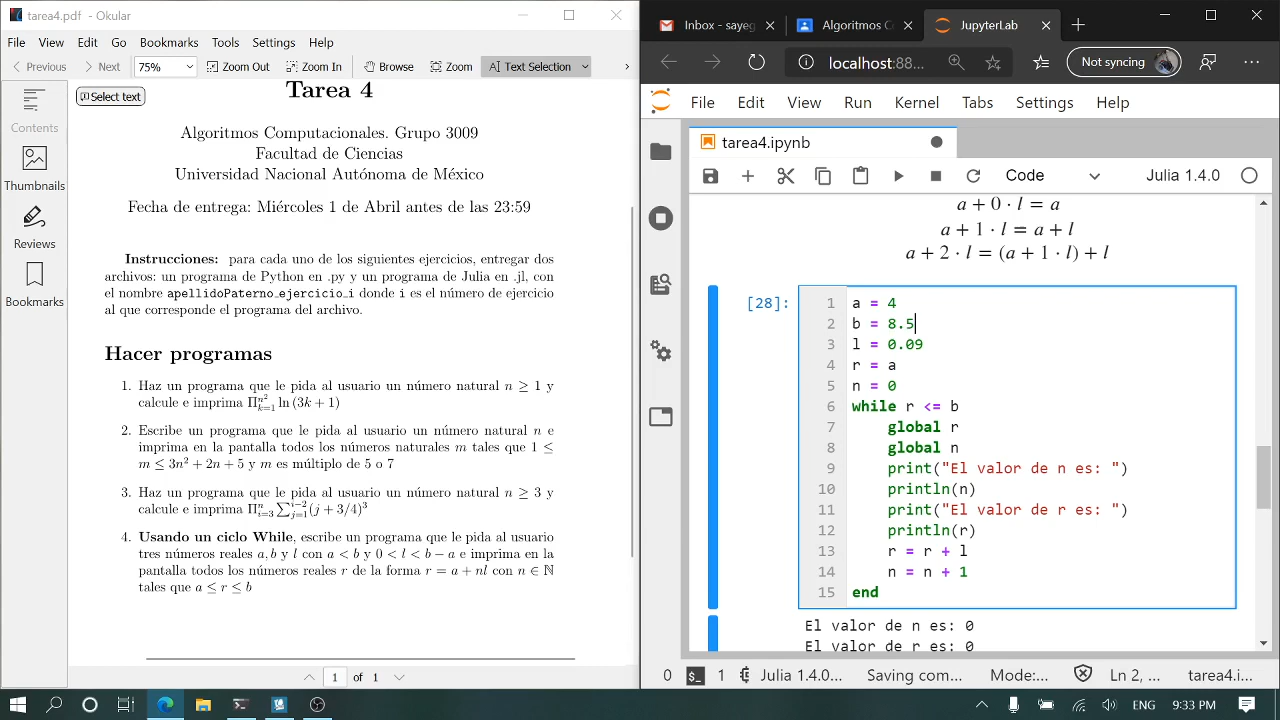 tarea4.pdf - Okular
File Edit View Go Bookmarks Tools Settings Help
Previous Next 75% Zoom Out Zoom In Browse Zoom Text Selection
Select text
Contents
Thumbnails
Reviews
Bookmarks
Tarea 4
Algoritmos Computacionales. Grupo 3009
Facultad de Ciencias
Universidad Nacional Autónoma de México
Fecha de entrega: Miércoles 1 de Abril antes de las 23:59
Instrucciones: para cada uno de los siguientes ejercicios, entregar dos
archivos: un programa de Python en .py y un programa de Julia en .jl, con
el nombre apellidoPaterno_ejercicio_i donde i es el número de ejercicio
al que corresponde el programa del archivo.
Hacer programas
1. Haz un programa que le pida al usuario un número natural n ≥ 1 y
calcule e imprima Π_{k=1}^{n^2} ln (3k + 1)
2. Escribe un programa que le pida al usuario un número natural n e
imprima en la pantalla todos los números naturales m tales que 1 ≤
m ≤ 3n² + 2n + 5 y m es múltiplo de 5 o 7
3. Haz un programa que le pida al usuario un número natural n ≥ 3 y
calcule e imprima Π_{i=3}^{n} ∑_{j=1}^{i−2} (j + 3/4)³
4. Usando un ciclo While, escribe un programa que le pida al usuario
tres números reales a, b y l con a < b y 0 < l < b − a e imprima en la
pantalla todos los números reales r de la forma r = a + nl con n ∈ ℕ
tales que a ≤ r ≤ b
1 of 1
Inbox - sayeg
Algoritmos C
JupyterLab
localhost:88...
Not syncing
File Edit View Run Kernel Tabs Settings Help
tarea4.ipynb
Code
Julia 1.4.0
a + 0 · l = a
a + 1 · l = a + l
a + 2 · l = (a + 1 · l) + l
[28]:
1 a = 4
2 b = 8.5
3 l = 0.09
4 r = a
5 n = 0
6 while r <= b
7 global r
8 global n
9 print("El valor de n es: ")
10 println(n)
11 print("El valor de r es: ")
12 println(r)
13 r = r + l
14 n = n + 1
15 end
El valor de n es: 0
El valor de r es: 0
0 $_ 1 Julia 1.4.0... Saving com... Mode:... Ln 2, ... tarea4.i...
ENG 9:33 PM